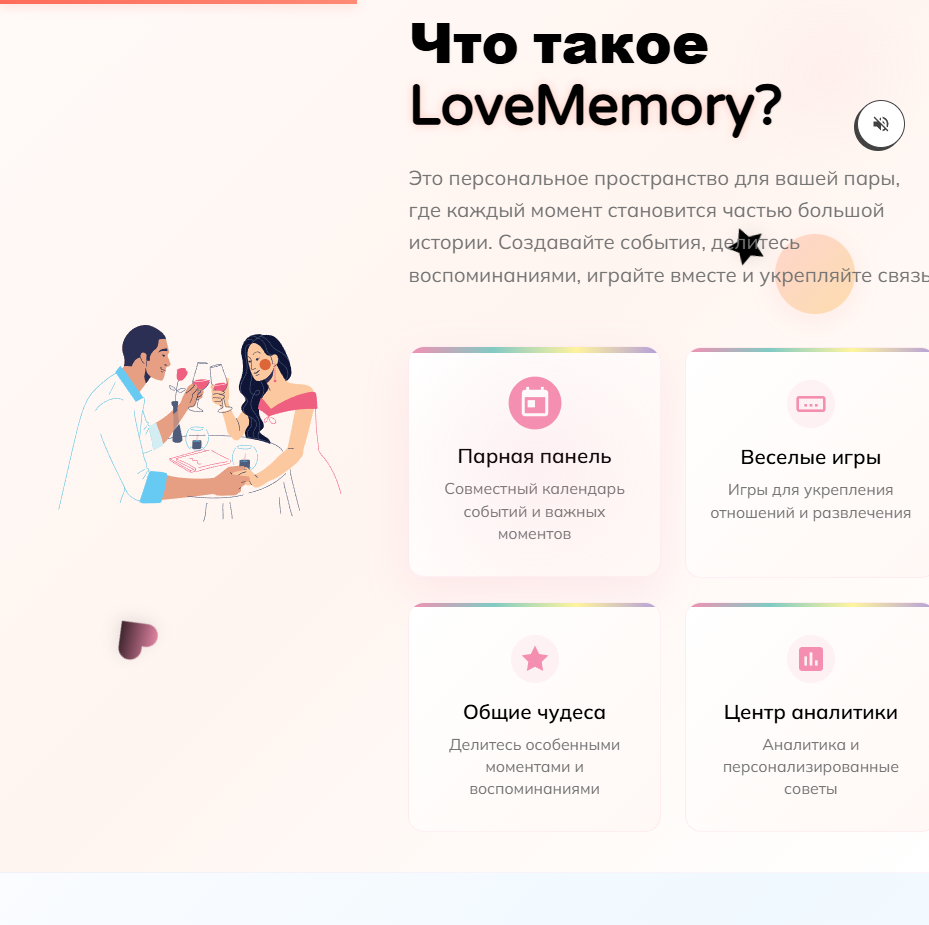 Что такое
LoveMemory?
Это персональное пространство для вашей пары,
где каждый момент становится частью большой
истории. Создавайте события, делитесь
воспоминаниями, играйте вместе и укрепляйте связь
Парная панель
Совместный календарь
событий и важных
моментов
Веселые игры
Игры для укрепления
отношений и развлечения
Общие чудеса
Делитесь особенными
моментами и
воспоминаниями
Центр аналитики
Аналитика и
персонализированные
советы